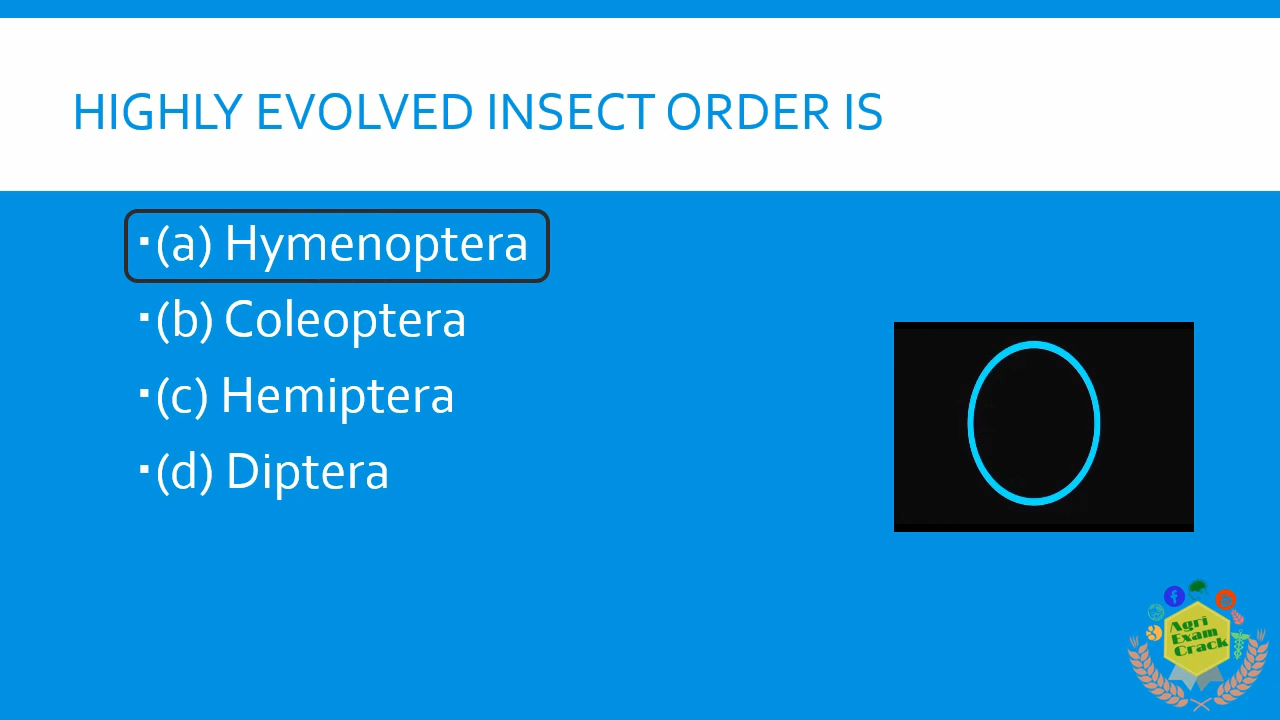 HIGHLY EVOLVED INSECT ORDER IS
▪(a) Hymenoptera
▪(b) Coleoptera
▪(c) Hemiptera
▪(d) Diptera
Agri
Exam
Crack